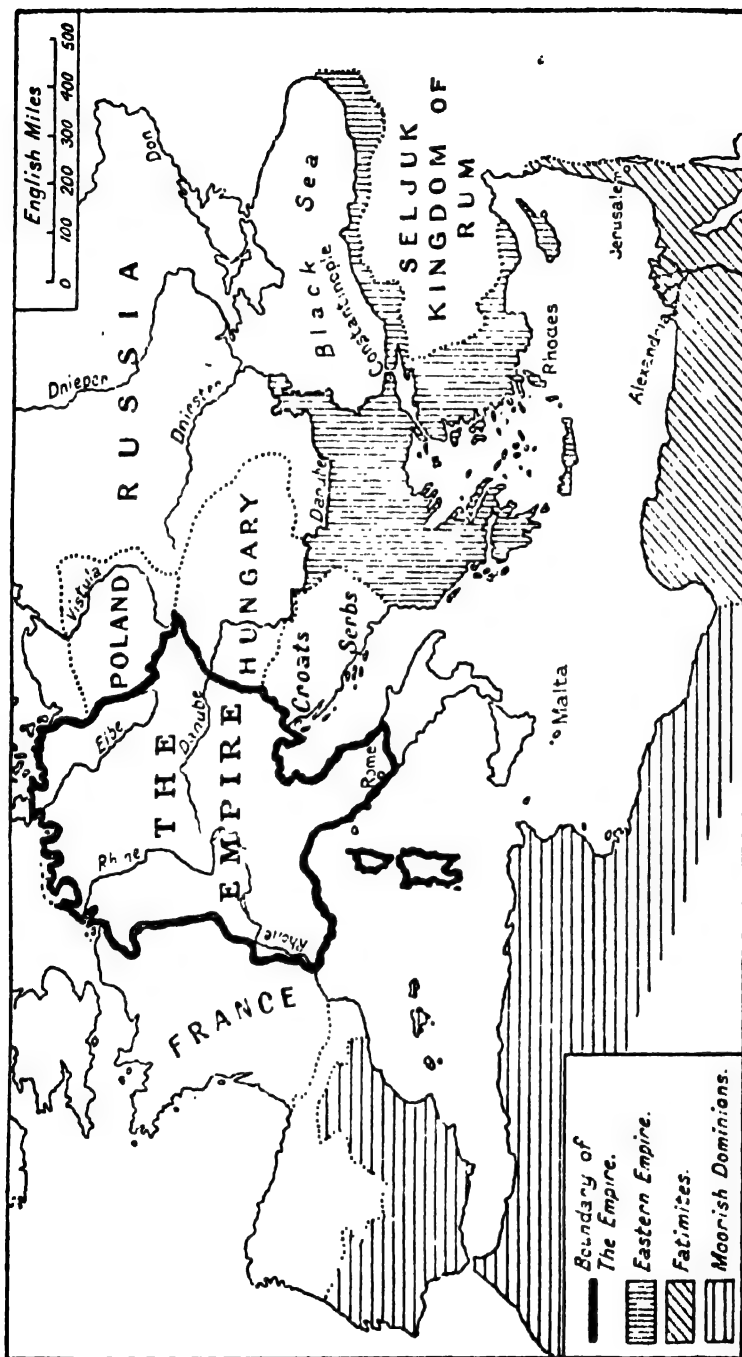 English Miles
0 100 200 300 400 500
RUSSIA
Don
Dnieper
Dniester
Vistula
POLAND
HUNGARY
Elbe
Danube
Rhine
THE
EMPIRE
Rhone
FRANCE
Croats
Serbs
Danube
Black Sea
Constantinople
SELJUK
KINGDOM OF
RUM
Rome
Malta
Rhodes
Jerusalem
Alexandria
Boundary of
The Empire.
Eastern Empire.
Fatimites.
Moorish Dominions.